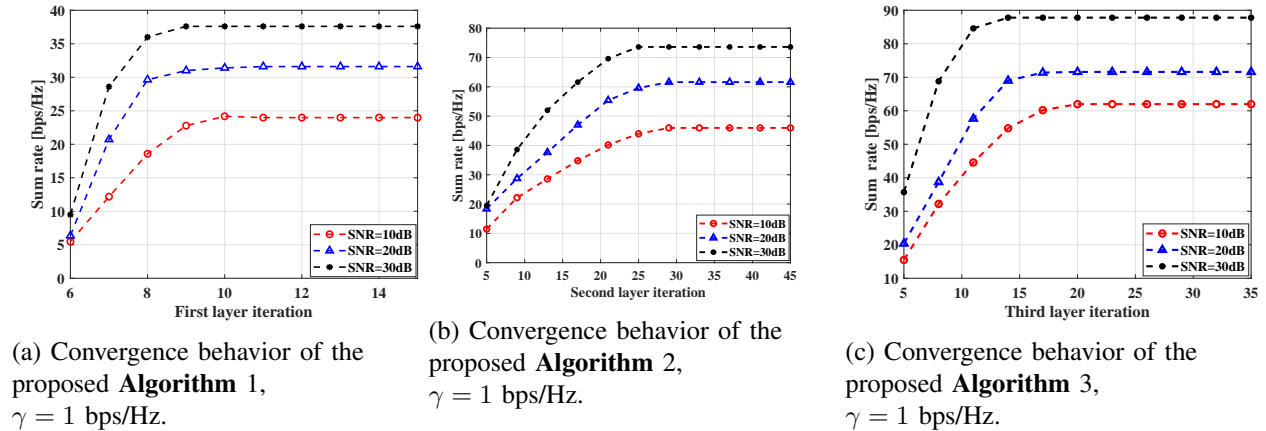 40
35
30
25
20
15
10
5
0
Sum rate [bps/Hz]
6
8
10
12
14
First layer iteration
SNR=10dB
SNR=20dB
SNR=30dB
(a) Convergence behavior of the
proposed Algorithm 1,
γ = 1 bps/Hz.
80
70
60
50
40
30
20
10
0
Sum rate [bps/Hz]
5
10
15
20
25
30
35
40
45
Second layer iteration
SNR=10dB
SNR=20dB
SNR=30dB
(b) Convergence behavior of the
proposed Algorithm 2,
γ = 1 bps/Hz.
90
80
70
60
50
40
30
20
10
Sum rate [bps/Hz]
5
10
15
20
25
30
35
Third layer iteration
SNR=10dB
SNR=20dB
SNR=30dB
(c) Convergence behavior of the
proposed Algorithm 3,
γ = 1 bps/Hz.